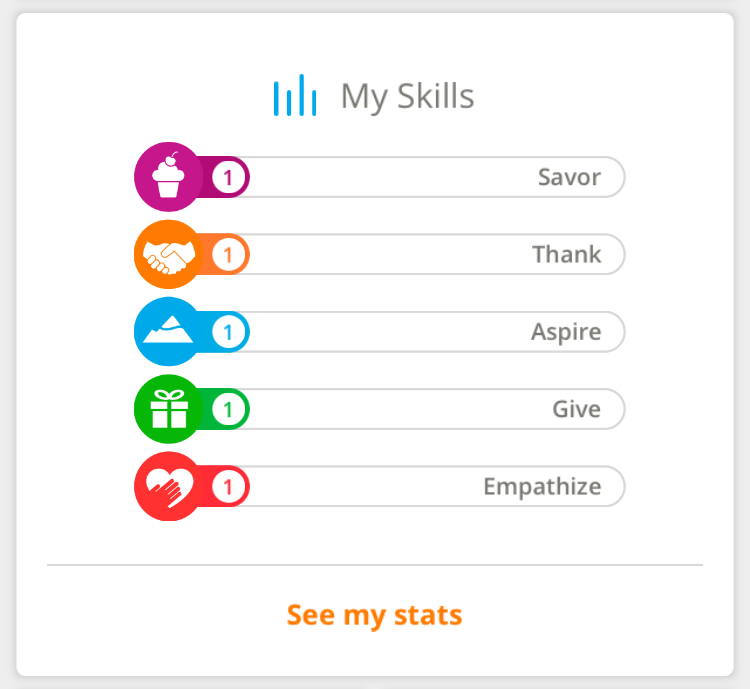 My Skills
1 Savor
1 Thank
1 Aspire
1 Give
1 Empathize
See my stats